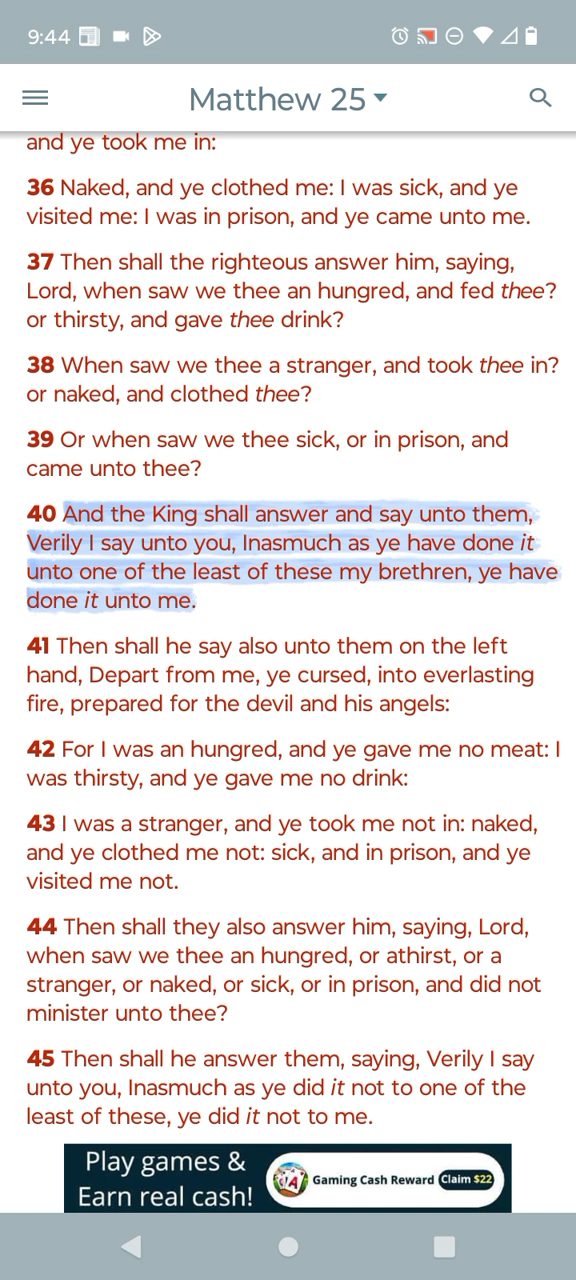 9:44
Matthew 25
and ye took me in:
36 Naked, and ye clothed me: I was sick, and ye
visited me: I was in prison, and ye came unto me.
37 Then shall the righteous answer him, saying,
Lord, when saw we thee an hungred, and fed thee?
or thirsty, and gave thee drink?
38 When saw we thee a stranger, and took thee in?
or naked, and clothed thee?
39 Or when saw we thee sick, or in prison, and
came unto thee?
40 And the King shall answer and say unto them,
Verily I say unto you, Inasmuch as ye have done it
unto one of the least of these my brethren, ye have
done it unto me.
41 Then shall he say also unto them on the left
hand, Depart from me, ye cursed, into everlasting
fire, prepared for the devil and his angels:
42 For I was an hungred, and ye gave me no meat: I
was thirsty, and ye gave me no drink:
43 I was a stranger, and ye took me not in: naked,
and ye clothed me not: sick, and in prison, and ye
visited me not.
44 Then shall they also answer him, saying, Lord,
when saw we thee an hungred, or athirst, or a
stranger, or naked, or sick, or in prison, and did not
minister unto thee?
45 Then shall he answer them, saying, Verily I say
unto you, Inasmuch as ye did it not to one of the
least of these, ye did it not to me.
Play games &
Earn real cash!
A
Gaming Cash Reward
Claim $22